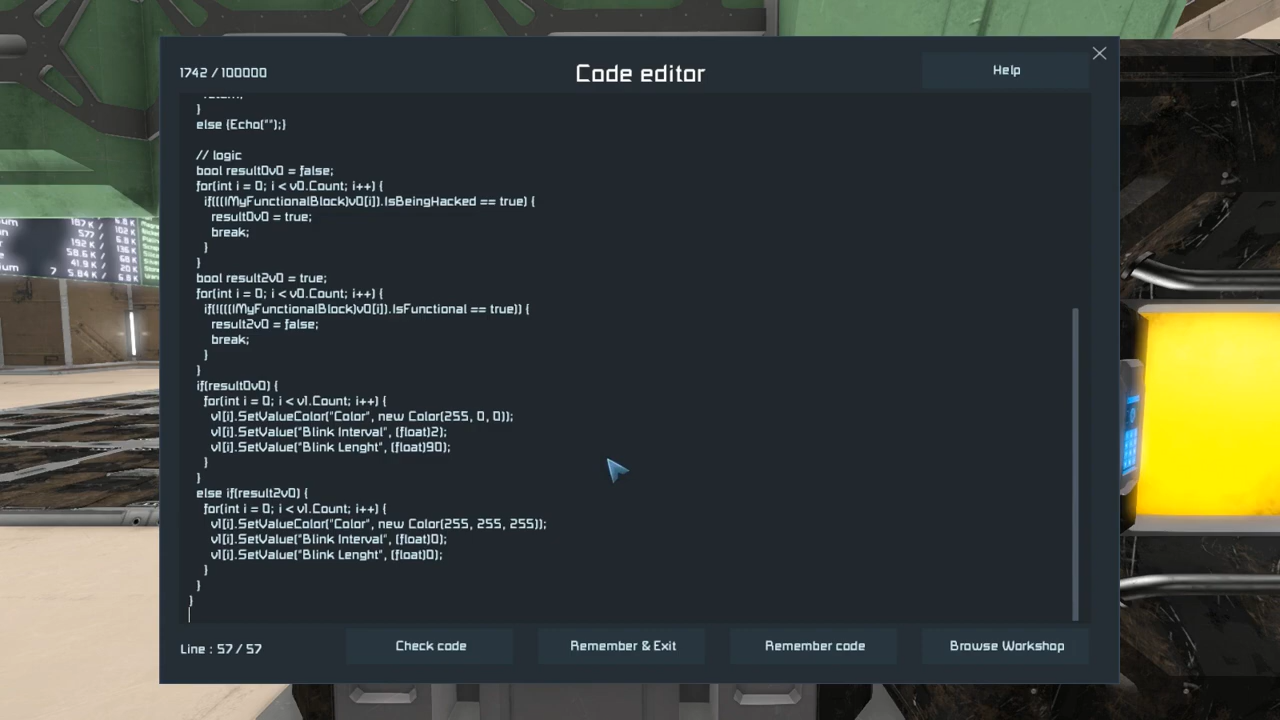 1742 / 100000
Code editor
Help
}
else {Echo("");}
// logic
bool result0v0 = false;
for(int i = 0; i < v0.Count; i++) {
if(((IMyFunctionalBlock)v0[i]).IsBeingHacked == true) {
result0v0 = true;
break;
}
}
bool result2v0 = true;
for(int i = 0; i < v0.Count; i++) {
if(!(((IMyFunctionalBlock)v0[i]).IsFunctional == true)) {
result2v0 = false;
break;
}
}
if(result0v0) {
for(int i = 0; i < v1.Count; i++) {
v1[i].SetValueColor("Color", new Color(255, 0, 0));
v1[i].SetValue("Blink Interval", (float)2);
v1[i].SetValue("Blink Lenght", (float)90);
}
}
else if(result2v0) {
for(int i = 0; i < v1.Count; i++) {
v1[i].SetValueColor("Color", new Color(255, 255, 255));
v1[i].SetValue("Blink Interval", (float)0);
v1[i].SetValue("Blink Lenght", (float)0);
}
}
}
Line : 57 / 57
Check code
Remember & Exit
Remember code
Browse Workshop